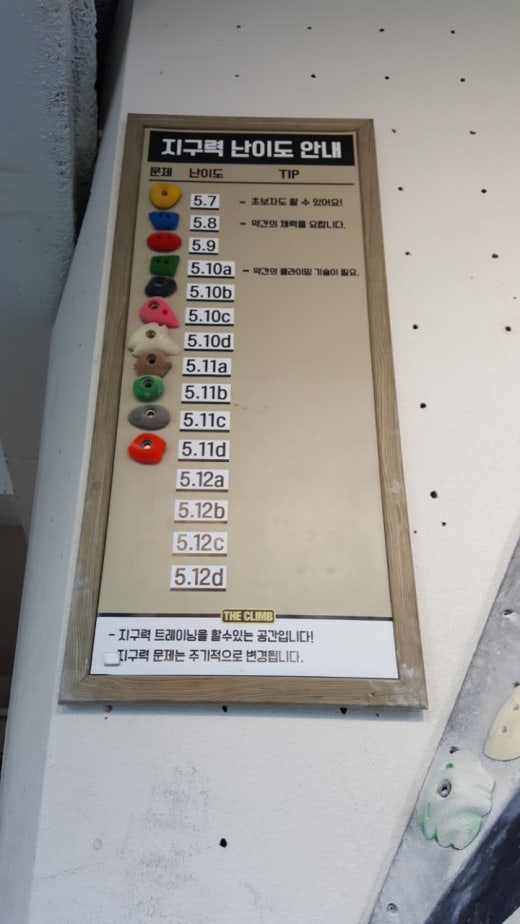 지구력 난이도 안내
문제 난이도 TIP
5.7 - 초보자도 할 수 있어요!
5.8 - 약간의 체력을 요합니다.
5.9
5.10a - 약간의 클라이밍 기술이 필요.
5.10b
5.10c
5.10d
5.11a
5.11b
5.11c
5.11d
5.12a
5.12b
5.12c
5.12d
THE CLIMB
- 지구력 트레이닝을 할수있는 공간입니다!
지구력 문제는 주기적으로 변경됩니다.